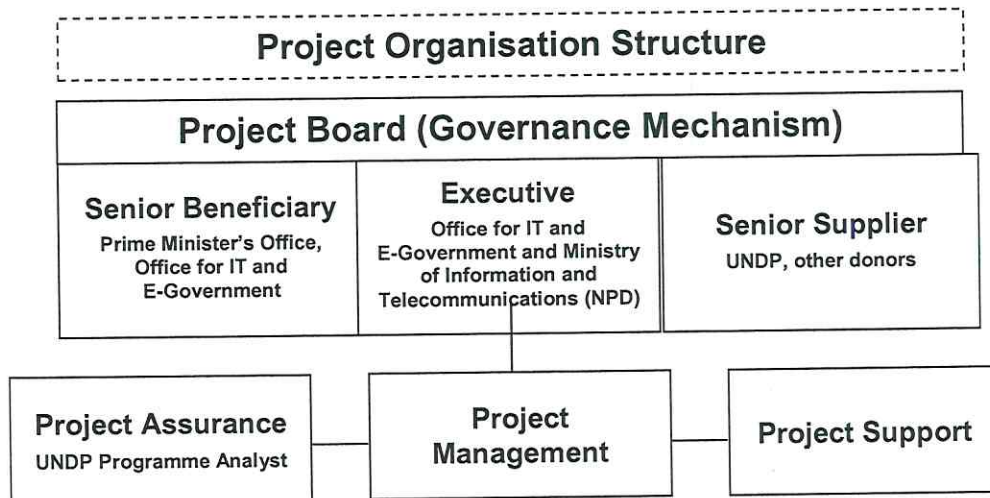 Project Organisation Structure
Project Board (Governance Mechanism)
Senior Beneficiary
Prime Minister's Office,
Office for IT and
E-Government
Executive
Office for IT and
E-Government and Ministry
of Information and
Telecommunications (NPD)
Senior Supplier
UNDP, other donors
Project Assurance
UNDP Programme Analyst
Project
Management
Project Support